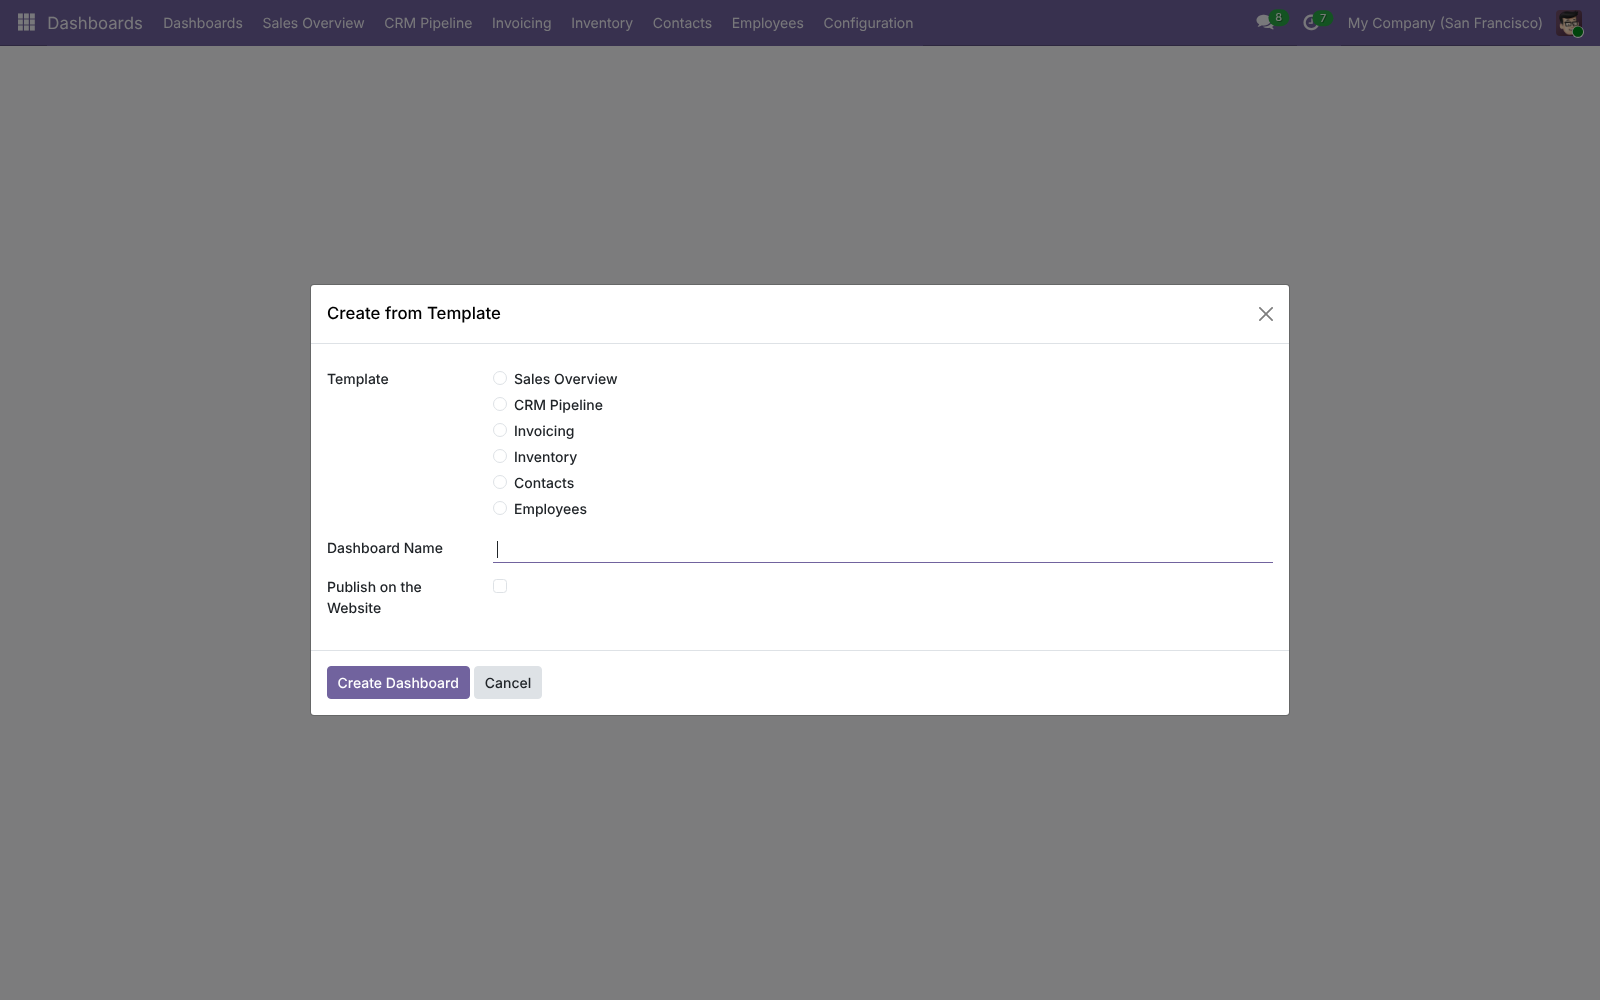 Dashboards Dashboards Sales Overview CRM Pipeline Invoicing Inventory Contacts Employees Configuration 8 7 My Company (San Francisco)
Create from Template
Template
Sales Overview
CRM Pipeline
Invoicing
Inventory
Contacts
Employees
Dashboard Name
Publish on the
Website
Create Dashboard Cancel